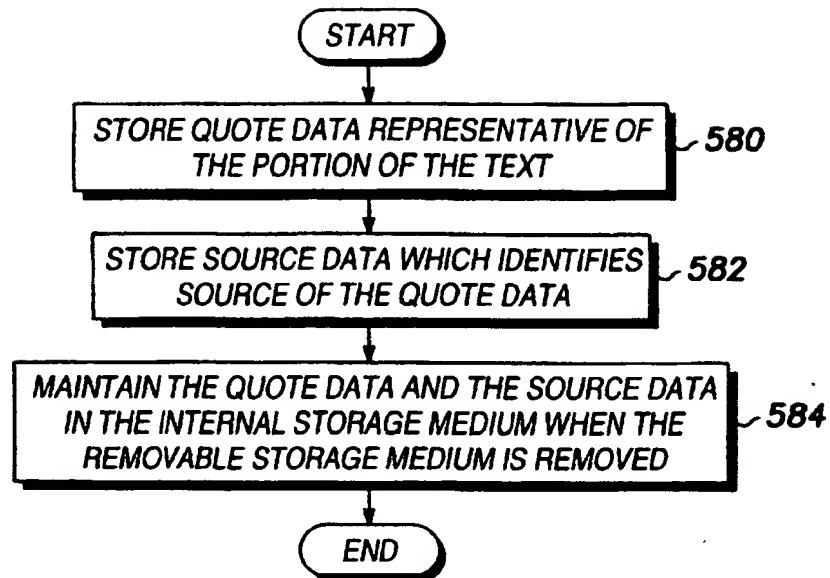 START
STORE QUOTE DATA REPRESENTATIVE OF
THE PORTION OF THE TEXT
580
STORE SOURCE DATA WHICH IDENTIFIES
SOURCE OF THE QUOTE DATA
582
MAINTAIN THE QUOTE DATA AND THE SOURCE DATA
IN THE INTERNAL STORAGE MEDIUM WHEN THE
REMOVABLE STORAGE MEDIUM IS REMOVED
584
END